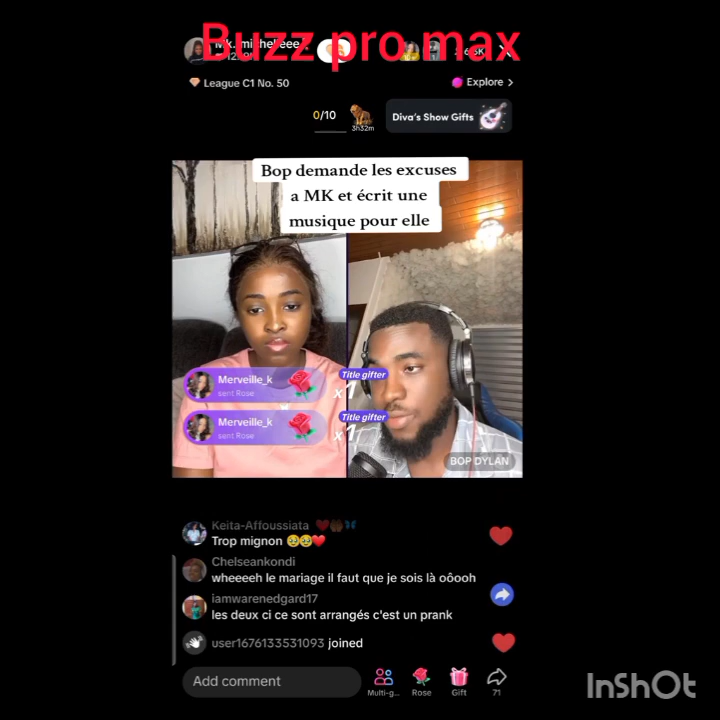 Buzz pro max
League C1 No. 50
Explore >
0/10
3h32m
Diva's Show Gifts
Bop demande les excuses
a MK et écrit une
musique pour elle
Merveille_k
sent Rose
Title gifter
x1
Merveille_k
sent Rose
Title gifter
x1
BOP DYLAN
Keita-Affoussiata
Trop mignon 🥹🥹❤️
Chelseankondi
wheeeeh le mariage il faut que je sois là oôooh
iamwarenedgard17
les deux ci ce sont arrangés c'est un prank
user1676133531093 joined
Add comment
Multi-g...
Rose
Gift
71
InShOt